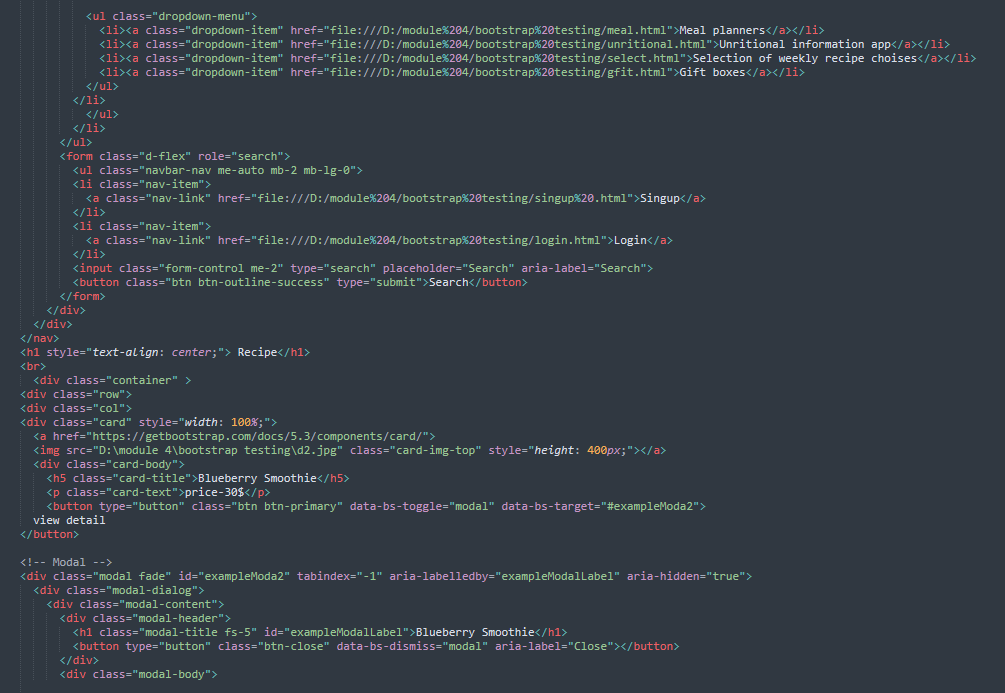 <ul class="dropdown-menu">
<li><a class="dropdown-item" href="file:///D:/module%204/bootstrap%20testing/meal.html">Meal planners</a></li>
<li><a class="dropdown-item" href="file:///D:/module%204/bootstrap%20testing/unritional.html">Unritional information app</a></li>
<li><a class="dropdown-item" href="file:///D:/module%204/bootstrap%20testing/select.html">Selection of weekly recipe choises</a></li>
<li><a class="dropdown-item" href="file:///D:/module%204/bootstrap%20testing/gfit.html">Gift boxes</a></li>
</ul>
</li>
</ul>
</li>
</ul>
<form class="d-flex" role="search">
<ul class="navbar-nav me-auto mb-2 mb-lg-0">
<li class="nav-item">
<a class="nav-link" href="file:///D:/module%204/bootstrap%20testing/singup%20.html">Singup</a>
</li>
<li class="nav-item">
<a class="nav-link" href="file:///D:/module%204/bootstrap%20testing/login.html">Login</a>
</li>
<input class="form-control me-2" type="search" placeholder="Search" aria-label="Search">
<button class="btn btn-outline-success" type="submit">Search</button>
</form>
</div>
</div>
</nav>
<h1 style="text-align: center;"> Recipe</h1>
<br>
<div class="container" >
<div class="row">
<div class="col">
<div class="card" style="width: 100%;">
<a href="https://getbootstrap.com/docs/5.3/components/card/">
<img src="D:\module 4\bootstrap testing\d2.jpg" class="card-img-top" style="height: 400px;"></a>
<div class="card-body">
<h5 class="card-title">Blueberry Smoothie</h5>
<p class="card-text">price-30$</p>
<button type="button" class="btn btn-primary" data-bs-toggle="modal" data-bs-target="#exampleModa2">
view detail
</button>
<!-- Modal -->
<div class="modal fade" id="exampleModa2" tabindex="-1" aria-labelledby="exampleModalLabel" aria-hidden="true">
<div class="modal-dialog">
<div class="modal-content">
<div class="modal-header">
<h1 class="modal-title fs-5" id="exampleModalLabel">Blueberry Smoothie</h1>
<button type="button" class="btn-close" data-bs-dismiss="modal" aria-label="Close"></button>
</div>
<div class="modal-body">